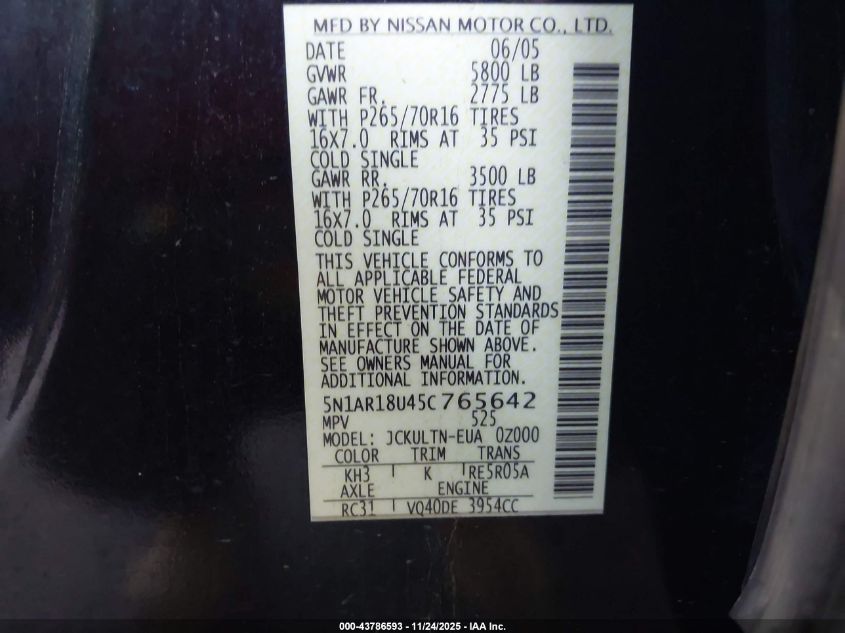 MFD BY NISSAN MOTOR CO., LTD.
DATE 06/05
GVWR 5800 LB
GAWR FR. 2775 LB
WITH P265/70R16 TIRES
16X7.0 RIMS AT 35 PSI
COLD SINGLE
GAWR RR. 3500 LB
WITH P265/70R16 TIRES
16X7.0 RIMS AT 35 PSI
COLD SINGLE
THIS VEHICLE CONFORMS TO
ALL APPLICABLE FEDERAL
MOTOR VEHICLE SAFETY AND
THEFT PREVENTION STANDARDS
IN EFFECT ON THE DATE OF
MANUFACTURE SHOWN ABOVE.
SEE OWNERS MANUAL FOR
ADDITIONAL INFORMATION.
5N1AR18U45C765642
MPV 525
MODEL: JCKULTN-EUA 0Z000
COLOR TRIM TRANS
KH3 K RE5R05A
AXLE ENGINE
RC31 VQ40DE 3954CC
000-43786593 - 11/24/2025 - IAA Inc.